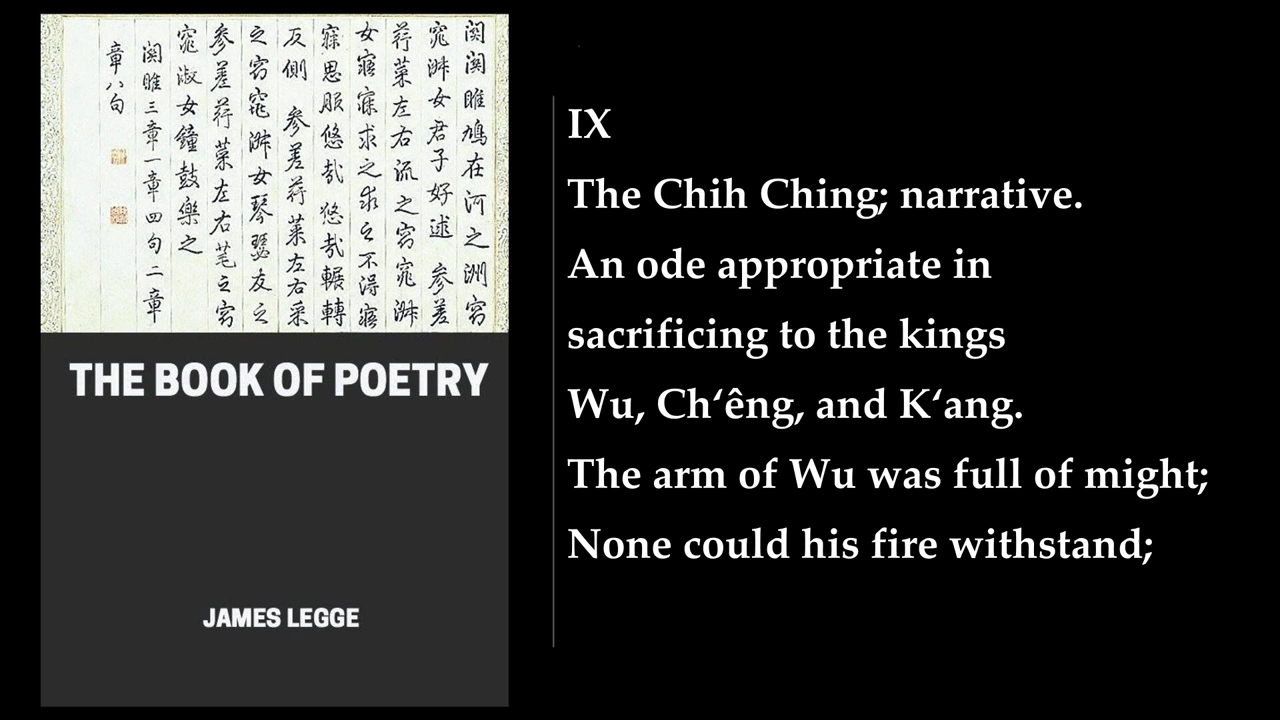 関関雎鳩在河之洲窈
窕淑女君子好逑 参差
荇菜左右流之窈窕淑
女寤寐求之求之不得寤
寐思服悠哉悠哉輾轉
反側 参差荇菜左右采
之窈窕淑女琴瑟友之
参差荇菜左右芼之窈
窕淑女鐘鼓樂之
関雎三章一章四句二章
章八句
THE BOOK OF POETRY
JAMES LEGGE
IX
The Chih Ching; narrative.
An ode appropriate in
sacrificing to the kings
Wu, Ch‘êng, and K‘ang.
The arm of Wu was full of might;
None could his fire withstand;